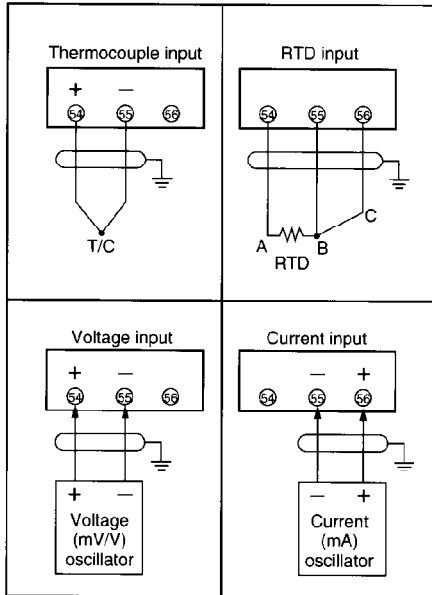 Thermocouple input
+ —
54 55 56
T/C
RTD input
54 55 56
A B C
RTD
Voltage input
+ —
54 55 56
+ —
Voltage
(mV/V)
oscillator
Current input
— +
54 55 56
— +
Current
(mA)
oscillator